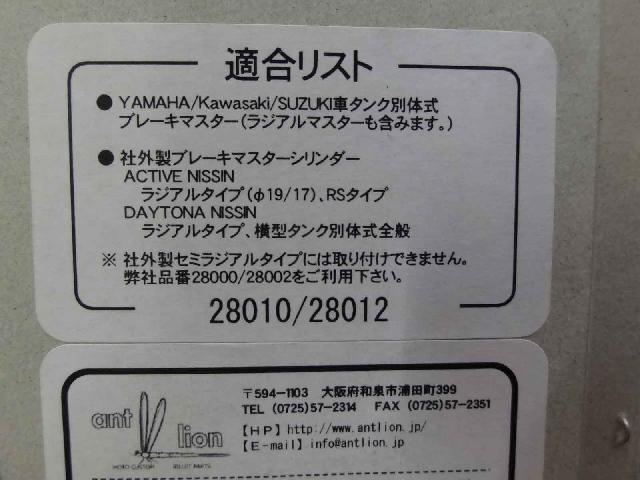 適合リスト
● YAMAHA/Kawasaki/SUZUKI車タンク別体式
ブレーキマスター(ラジアルマスターも含みます。)
● 社外製ブレーキマスターシリンダー
ACTIVE NISSIN
ラジアルタイプ(φ19/17)、RSタイプ
DAYTONA NISSIN
ラジアルタイプ、横型タンク別体式全般
※ 社外製セミラジアルタイプには取り付けできません。
弊社品番28000/28002をご利用下さい。
28010/28012
〒594-1103 大阪府和泉市浦田町399
TEL (0725)57-2314 FAX (0725)57-2351
【HP】http://www.antlion.jp/
【E-mail】info@antlion.jp
ant lion
MOTO CUSTOM BILLET PARTS